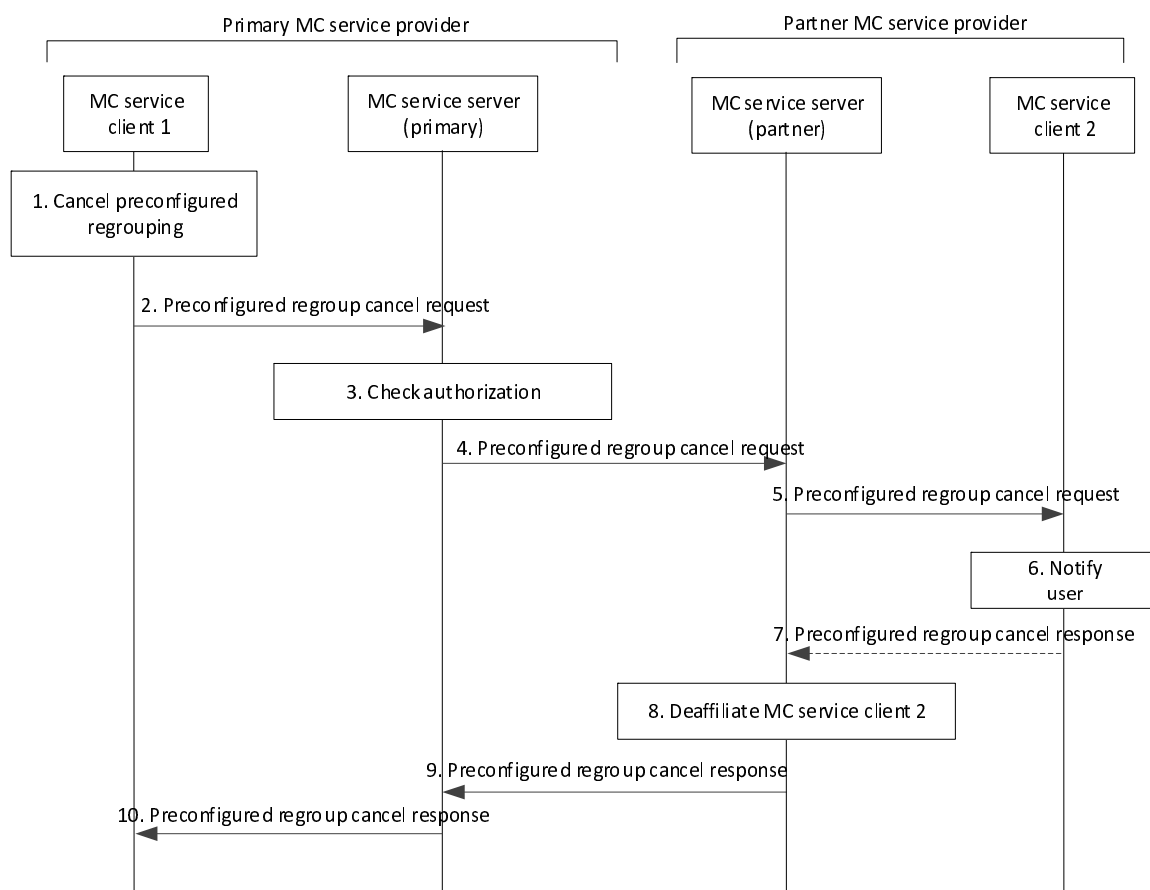 Primary MC service provider
Partner MC service provider
MC service
client 1
MC service server
(primary)
MC service server
(partner)
MC service
client 2
1. Cancel preconfigured
regrouping
2. Preconfigured regroup cancel request
3. Check authorization
4. Preconfigured regroup cancel request
5. Preconfigured regroup cancel request
6. Notify
user
7. Preconfigured regroup cancel response
8. Deaffiliate MC service client 2
9. Preconfigured regroup cancel response
10. Preconfigured regroup cancel response